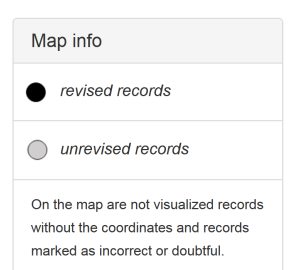 Map info
revised records
unrevised records
On the map are not visualized records
without the coordinates and records
marked as incorrect or doubtful.